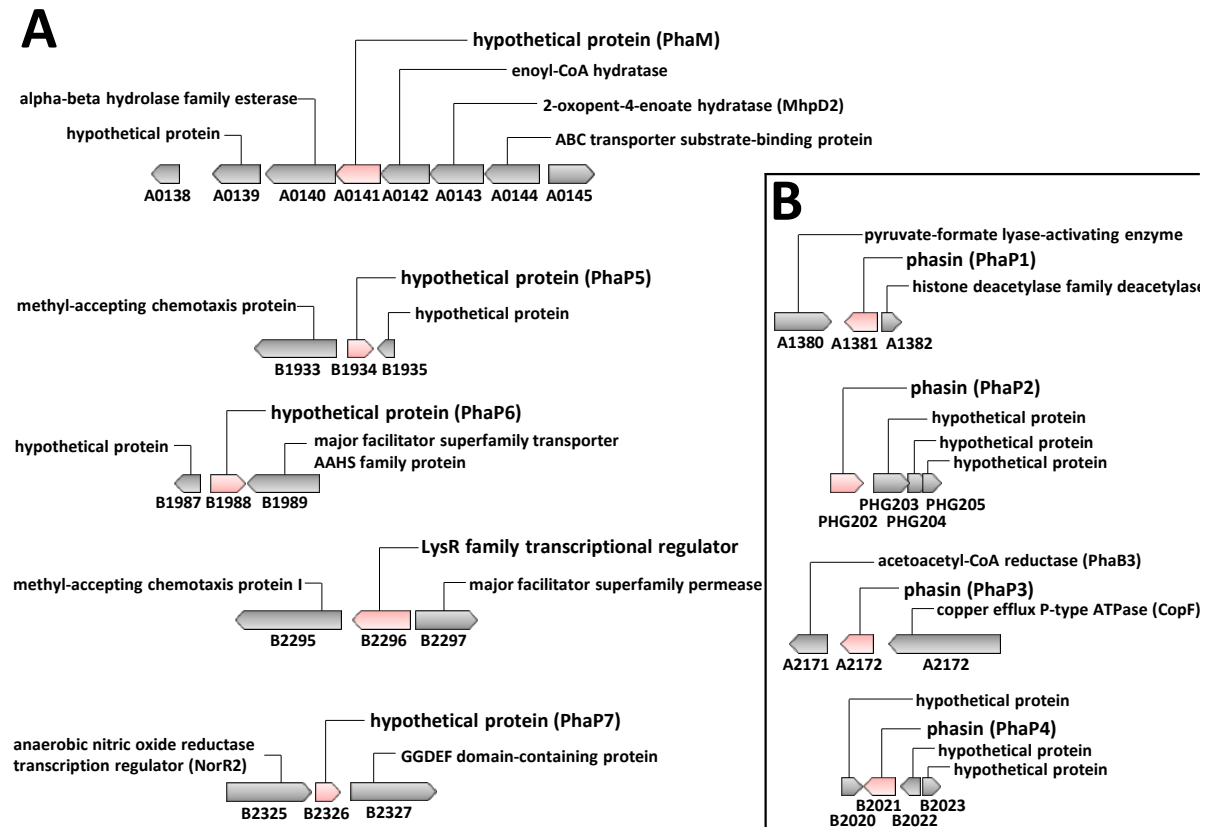 A
hypothetical protein (PhaM)
enoyl-CoA hydratase
alpha-beta hydrolase family esterase
2-oxopent-4-enoate hydratase (MhpD2)
hypothetical protein
ABC transporter substrate-binding protein
A0138 A0139 A0140 A0141 A0142 A0143 A0144 A0145
hypothetical protein (PhaP5)
methyl-accepting chemotaxis protein
hypothetical protein
B1933 B1934 B1935
hypothetical protein (PhaP6)
hypothetical protein
major facilitator superfamily transporter
AAHS family protein
B1987 B1988 B1989
LysR family transcriptional regulator
methyl-accepting chemotaxis protein I
major facilitator superfamily permease
B2295 B2296 B2297
hypothetical protein (PhaP7)
anaerobic nitric oxide reductase
transcription regulator (NorR2)
GGDEF domain-containing protein
B2325 B2326 B2327
B
pyruvate-formate lyase-activating enzyme
phasin (PhaP1)
histone deacetylase family deacetylase
A1380 A1381 A1382
phasin (PhaP2)
hypothetical protein
hypothetical protein
hypothetical protein
PHG203 PHG205
PHG202 PHG204
acetoacetyl-CoA reductase (PhaB3)
phasin (PhaP3)
copper efflux P-type ATPase (CopF)
A2171 A2172 A2172
hypothetical protein
phasin (PhaP4)
hypothetical protein
hypothetical protein
B2021 B2023
B2020 B2022